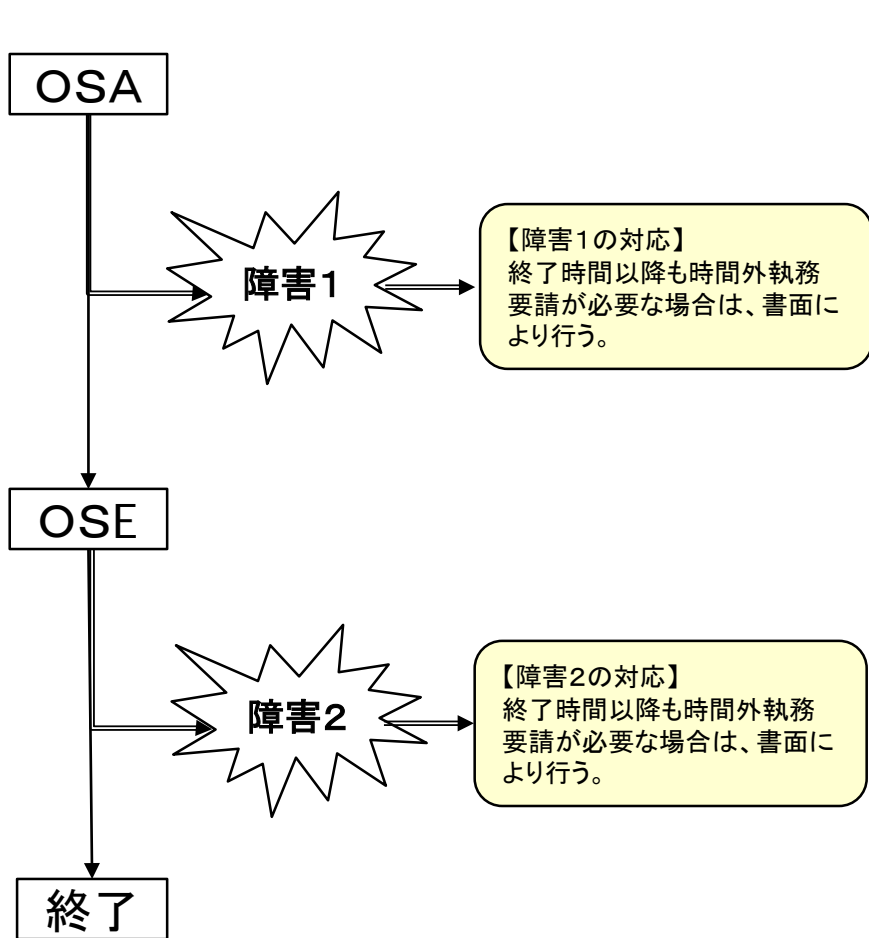 ＯＳＡ
障害１
【障害１の対応】
終了時間以降も時間外執務
要請が必要な場合は、書面に
より行う。
ＯＳE
障害２
【障害２の対応】
終了時間以降も時間外執務
要請が必要な場合は、書面に
より行う。
終了